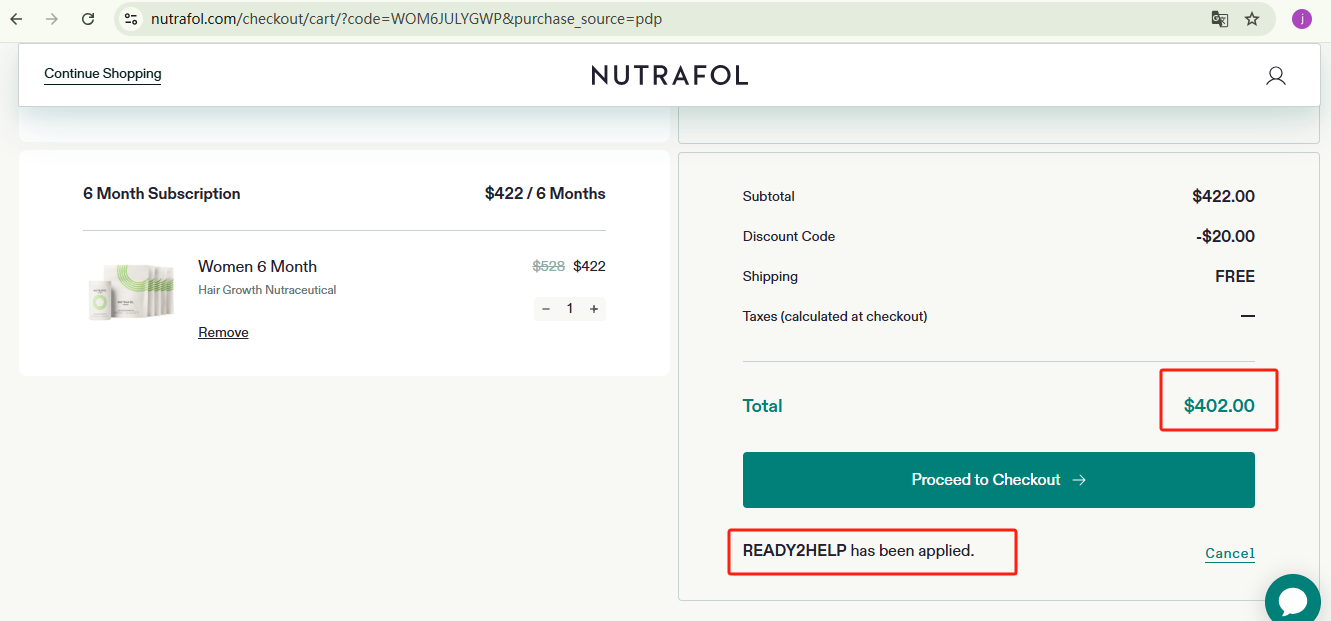 nutrafol.com/checkout/cart/?code=WOM6JULYGWP&purchase_source=pdp
j
Continue Shopping
NUTRAFOL
6 Month Subscription
$422 / 6 Months
Women 6 Month
$528 $422
Hair Growth Nutraceutical
− 1 +
Remove
Subtotal
$422.00
Discount Code
-$20.00
Shipping
FREE
Taxes (calculated at checkout)
—
Total
$402.00
Proceed to Checkout →
READY2HELP has been applied.
Cancel